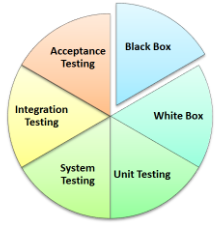 Black Box
White Box
Unit Testing
System
Testing
Integration
Testing
Acceptance
Testing